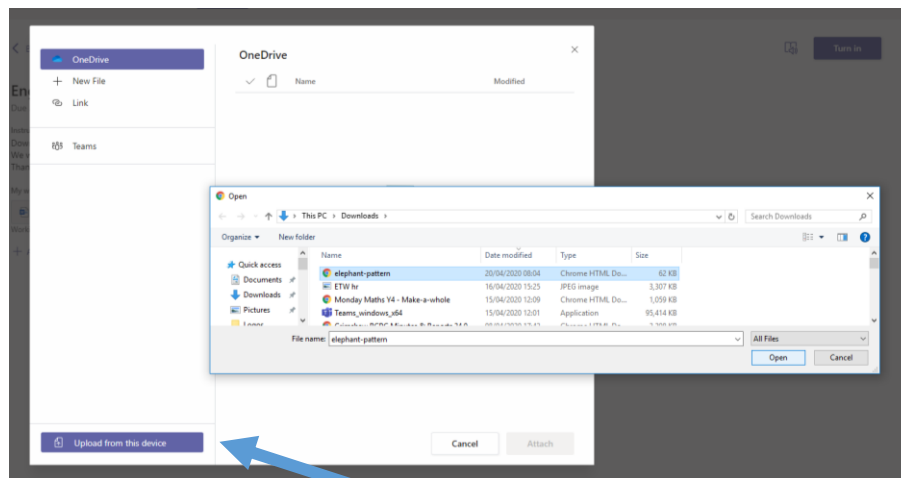 Turn in
OneDrive
New File
Link
Teams
Upload from this device
OneDrive
Name Modified
Cancel Attach
Due
Open
This PC › Downloads ›
Search Downloads
Organize New folder
Name Date modified Type Size
Quick access
Documents
Downloads
Pictures
Logos
elephant-pattern 20/04/2020 08:04 Chrome HTML Do... 62 KB
ETW hr 16/04/2020 15:25 JPEG image 3,307 KB
Monday Maths Y4 - Make-a-whole 15/04/2020 12:09 Chrome HTML Do... 1,059 KB
Teams_windows_x64 15/04/2020 12:01 Application 95,414 KB
File name: elephant-pattern All Files
Open Cancel